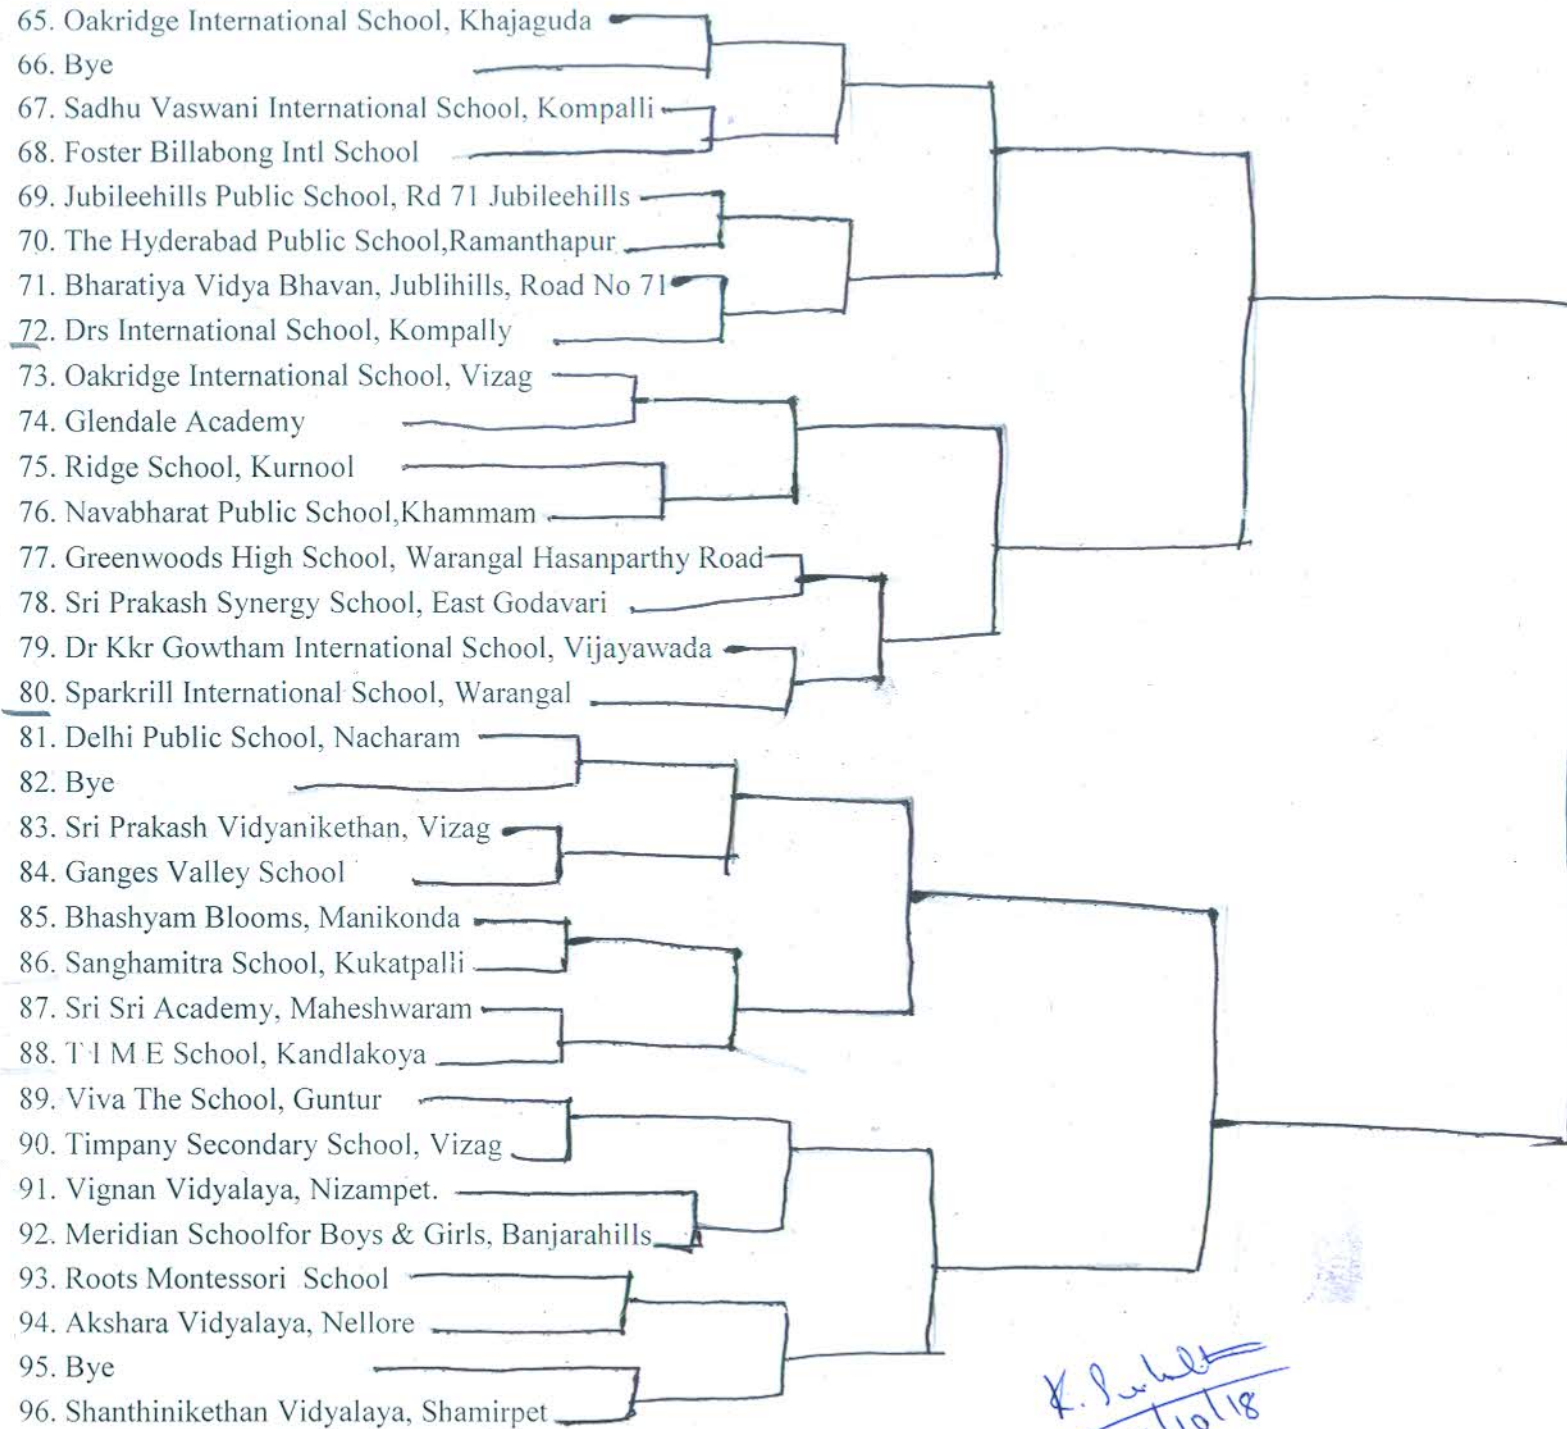 65. Oakridge International School, Khajaguda
66. Bye
67. Sadhu Vaswani International School, Kompalli
68. Foster Billabong Intl School
69. Jubileehills Public School, Rd 71 Jubileehills
70. The Hyderabad Public School,Ramanthapur
71. Bharatiya Vidya Bhavan, Jublihills, Road No 71
72. Drs International School, Kompally
73. Oakridge International School, Vizag
74. Glendale Academy
75. Ridge School, Kurnool
76. Navabharat Public School,Khammam
77. Greenwoods High School, Warangal Hasanparthy Road
78. Sri Prakash Synergy School, East Godavari
79. Dr Kkr Gowtham International School, Vijayawada
80. Sparkrill International School, Warangal
81. Delhi Public School, Nacharam
82. Bye
83. Sri Prakash Vidyanikethan, Vizag
84. Ganges Valley School
85. Bhashyam Blooms, Manikonda
86. Sanghamitra School, Kukatpalli
87. Sri Sri Academy, Maheshwaram
88. T I M E School, Kandlakoya
89. Viva The School, Guntur
90. Timpany Secondary School, Vizag
91. Vignan Vidyalaya, Nizampet.
92. Meridian Schoolfor Boys & Girls, Banjarahills
93. Roots Montessori School
94. Akshara Vidyalaya, Nellore
95. Bye
96. Shanthinikethan Vidyalaya, Shamirpet
K.
/10/18